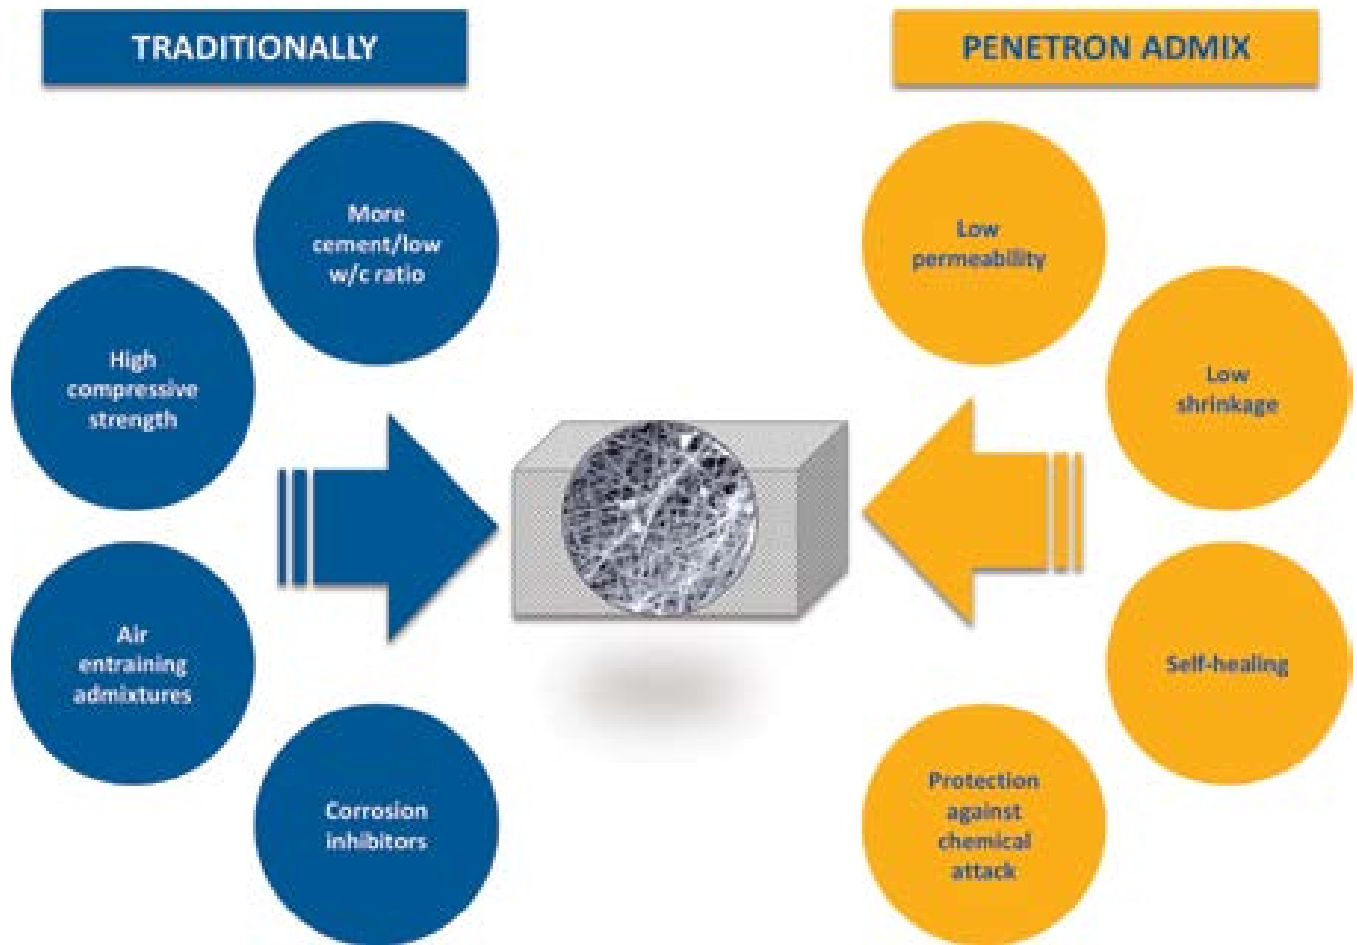 TRADITIONALLY
More
cement/low
w/c ratio
High
compressive
strength
Air
entraining
admixtures
Corrosion
inhibitors
PENETRON ADMIX
Low
permeability
Low
shrinkage
Self-healing
Protection
against
chemical
attack